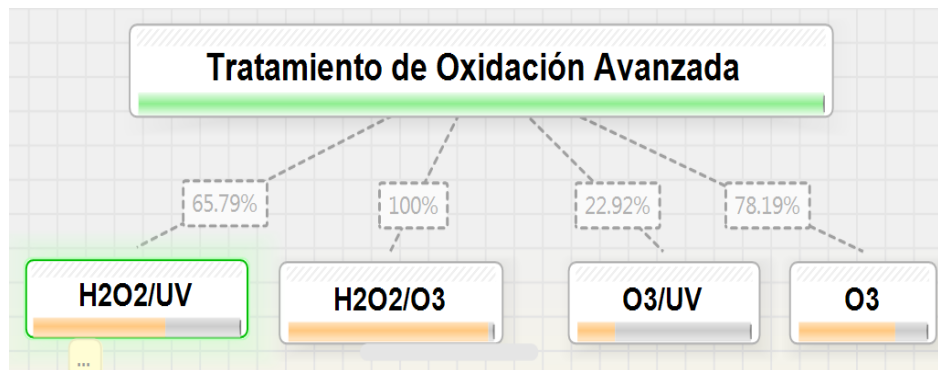 Tratamiento de Oxidación Avanzada
65.79%
100%
22.92%
78.19%
H2O2/UV
H2O2/O3
O3/UV
O3
...